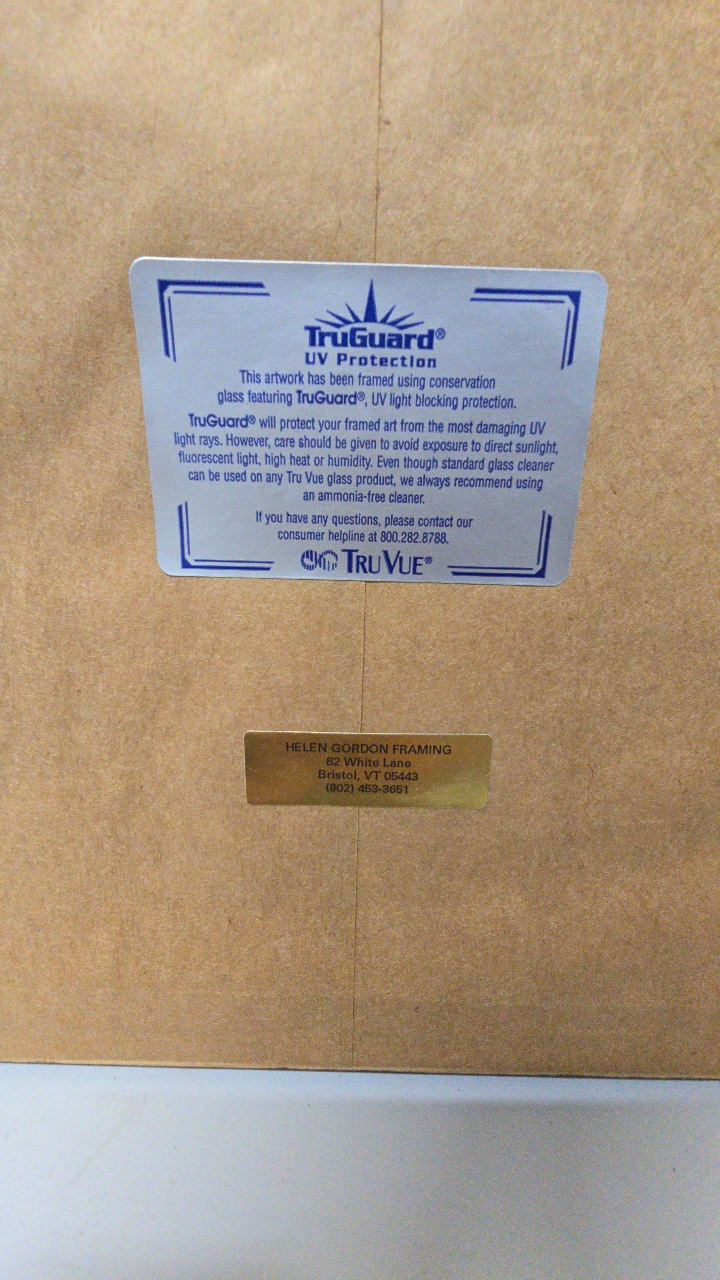 TruGuard®
UV Protection
This artwork has been framed using conservation
glass featuring TruGuard®, UV light blocking protection.
TruGuard® will protect your framed art from the most damaging UV
light rays. However, care should be given to avoid exposure to direct sunlight,
fluorescent light, high heat or humidity. Even though standard glass cleaner
can be used on any Tru Vue glass product, we always recommend using
an ammonia-free cleaner.
If you have any questions, please contact our
consumer helpline at 800.282.8788.
TRU VUE®
HELEN GORDON FRAMING
82 White Lane
Bristol, VT 05443
(802) 453-3651